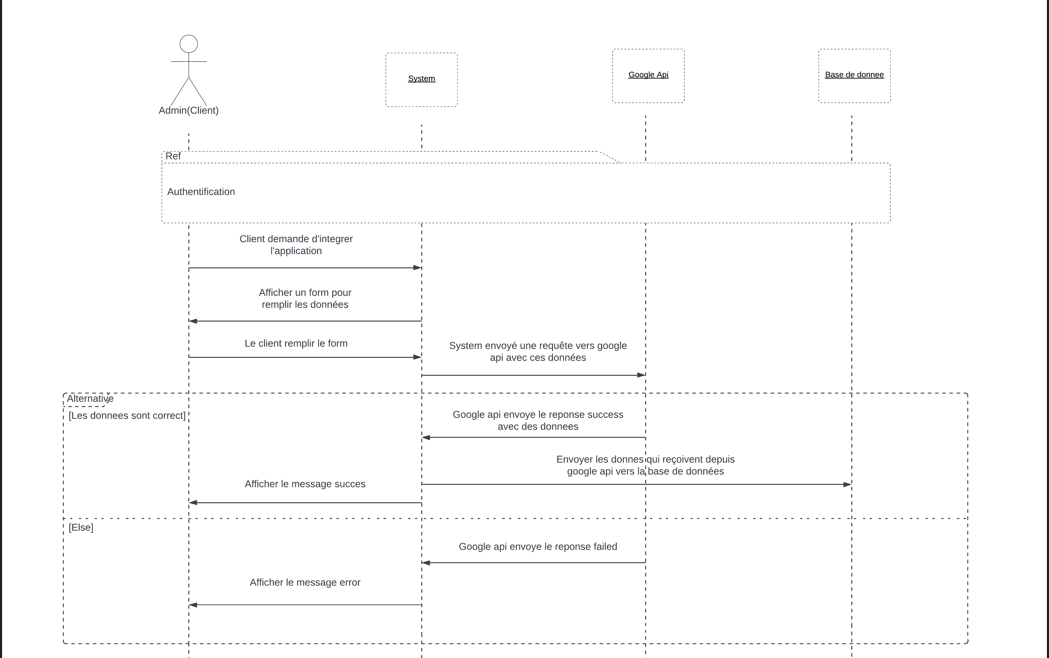 Admin(Client)
System
Google Api
Base de donnee
Ref
Authentification
Client demande d'integrer
l'application
Afficher un form pour
remplir les données
Le client remplir le form
System envoyé une requête vers google
api avec ces données
Alternative
[Les donnees sont correct]
Google api envoye le reponse success
avec des donnees
Envoyer les donnes qui reçoivent depuis
google api vers la base de données
Afficher le message succes
[Else]
Google api envoye le reponse failed
Afficher le message error